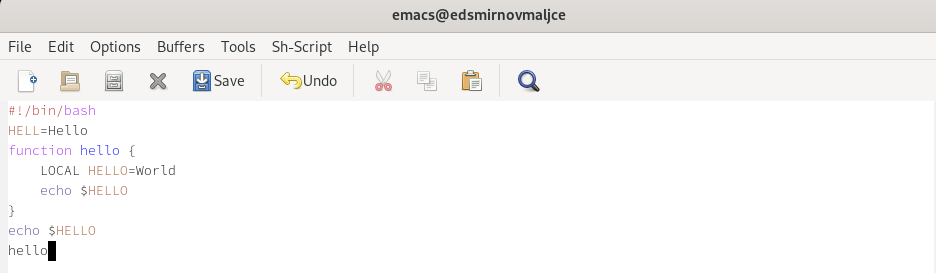 emacs@edsmirnovmaljce
File Edit Options Buffers Tools Sh-Script Help
Save Undo
#!/bin/bash
HELL=Hello
function hello {
    LOCAL HELLO=World
    echo $HELLO
}
echo $HELLO
hello